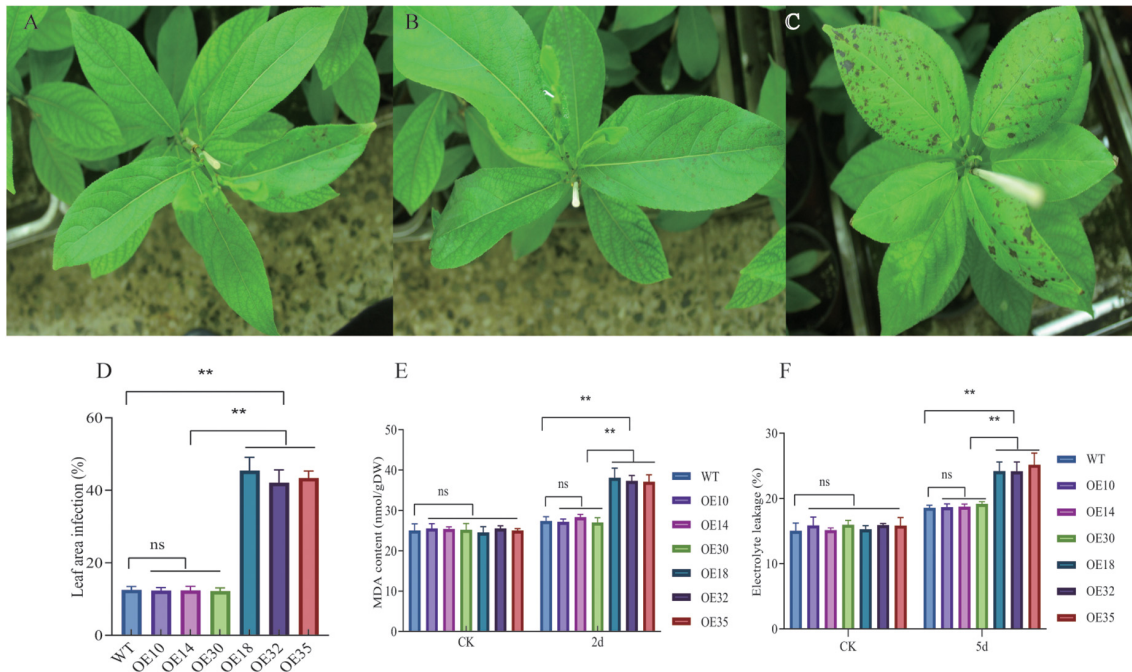 A
B
C
D
**
**
ns
60
40
20
0
Leaf area infection (%)
WT
OE10
OE14
OE30
OE18
OE32
OE35
E
**
**
ns
ns
50
40
30
20
10
0
MDA content (nmol/gDW)
CK
2d
WT
OE10
OE14
OE30
OE18
OE32
OE35
F
**
**
ns
ns
30
20
10
0
Electrolyte leakage (%)
CK
5d
WT
OE10
OE14
OE30
OE18
OE32
OE35